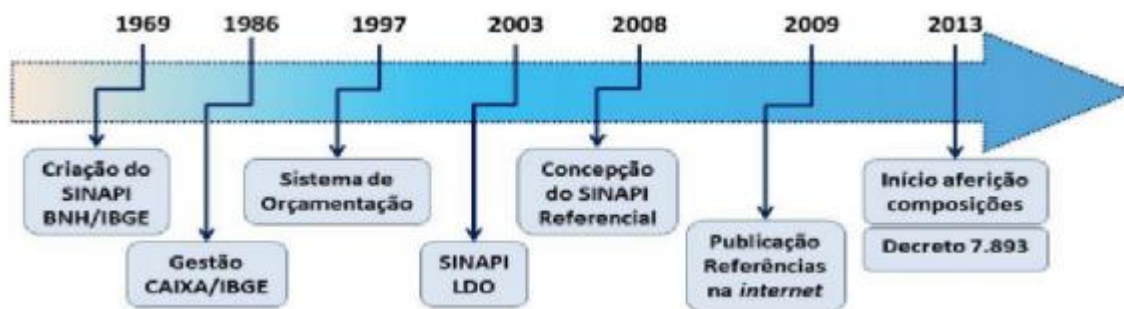 1969 1986 1997 2003 2008 2009 2013
Criação do
SINAPI
BNH/IBGE
Gestão
CAIXA/IBGE
Sistema de
Orçamentação
SINAPI
LDO
Concepção
do SINAPI
Referencial
Publicação
Referências
na internet
Início aferição
composições
Decreto 7.893